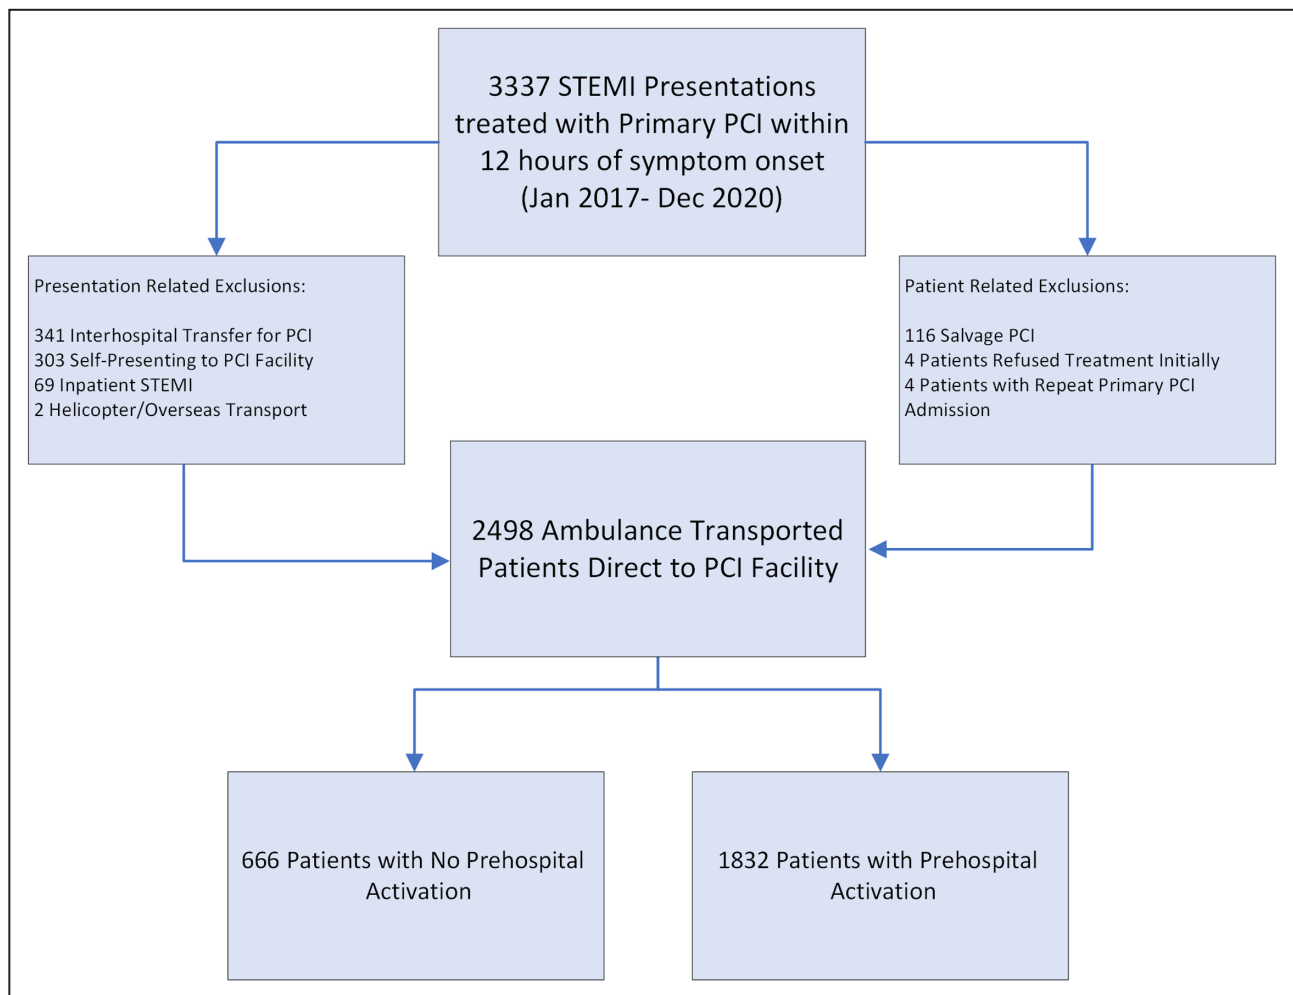 3337 STEMI Presentations
treated with Primary PCI within
12 hours of symptom onset
(Jan 2017- Dec 2020)
Presentation Related Exclusions:
341 Interhospital Transfer for PCI
303 Self-Presenting to PCI Facility
69 Inpatient STEMI
2 Helicopter/Overseas Transport
Patient Related Exclusions:
116 Salvage PCI
4 Patients Refused Treatment Initially
4 Patients with Repeat Primary PCI
Admission
2498 Ambulance Transported
Patients Direct to PCI Facility
666 Patients with No Prehospital
Activation
1832 Patients with Prehospital
Activation